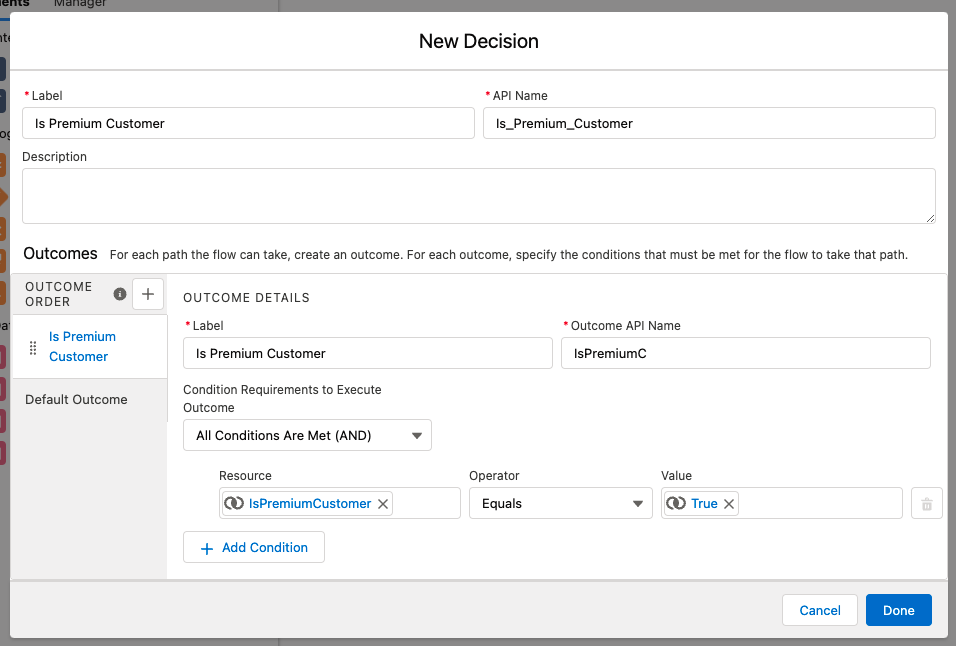 Manager
New Decision
* Label
* API Name
Is Premium Customer
Is_Premium_Customer
Description
Outcomes For each path the flow can take, create an outcome. For each outcome, specify the conditions that must be met for the flow to take that path.
OUTCOME
ORDER
i
OUTCOME DETAILS
* Label
* Outcome API Name
Is Premium
Customer
Is Premium Customer
IsPremiumC
Default Outcome
Condition Requirements to Execute
Outcome
All Conditions Are Met (AND)
Resource
Operator
Value
IsPremiumCustomer
Equals
True
+ Add Condition
Cancel
Done